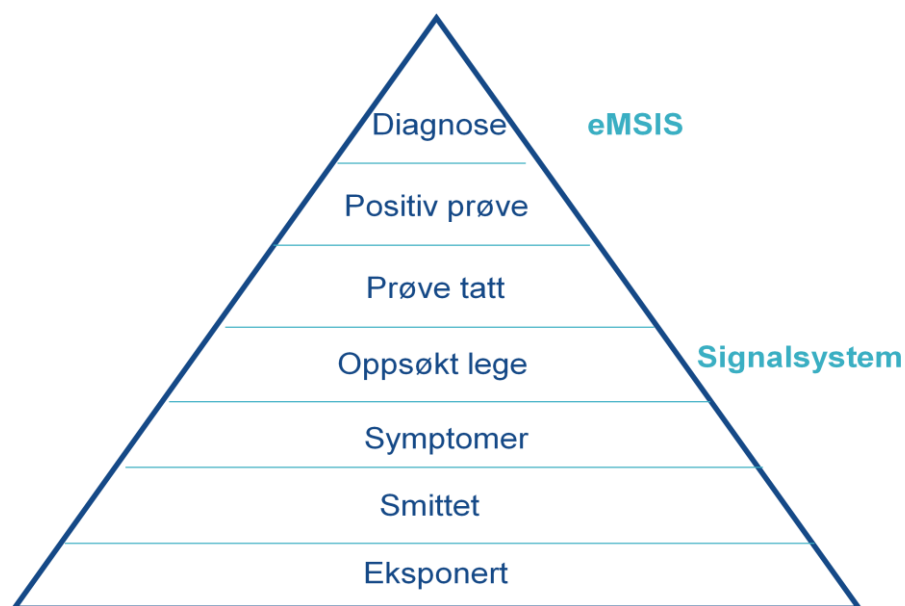 Diagnose
eMSIS
Positiv prøve
Prøve tatt
Oppsøkt lege
Signalsystem
Symptomer
Smittet
Eksponert